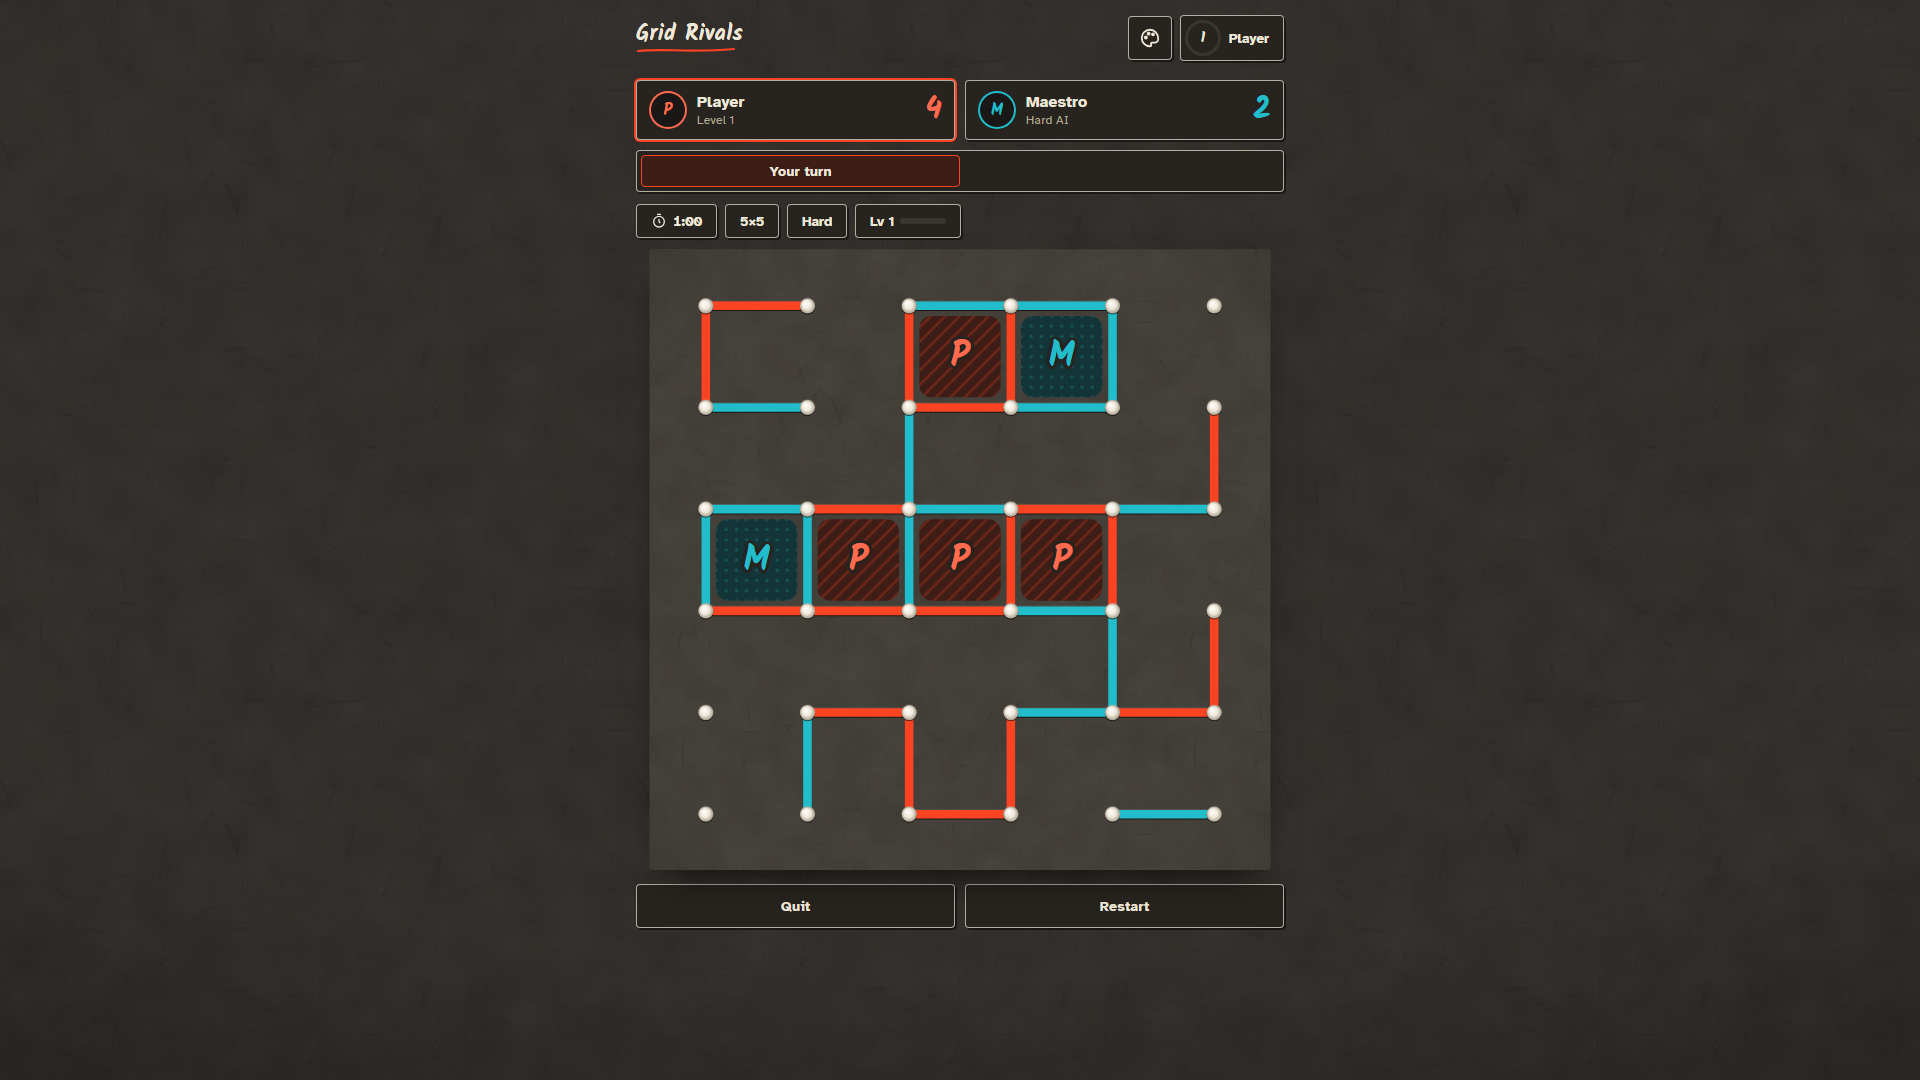 Grid Rivals
I Player
P Player 4
Level 1
M Maestro 2
Hard AI
Your turn
1:00 5×5 Hard Lv 1
P M
M P P P
Quit Restart